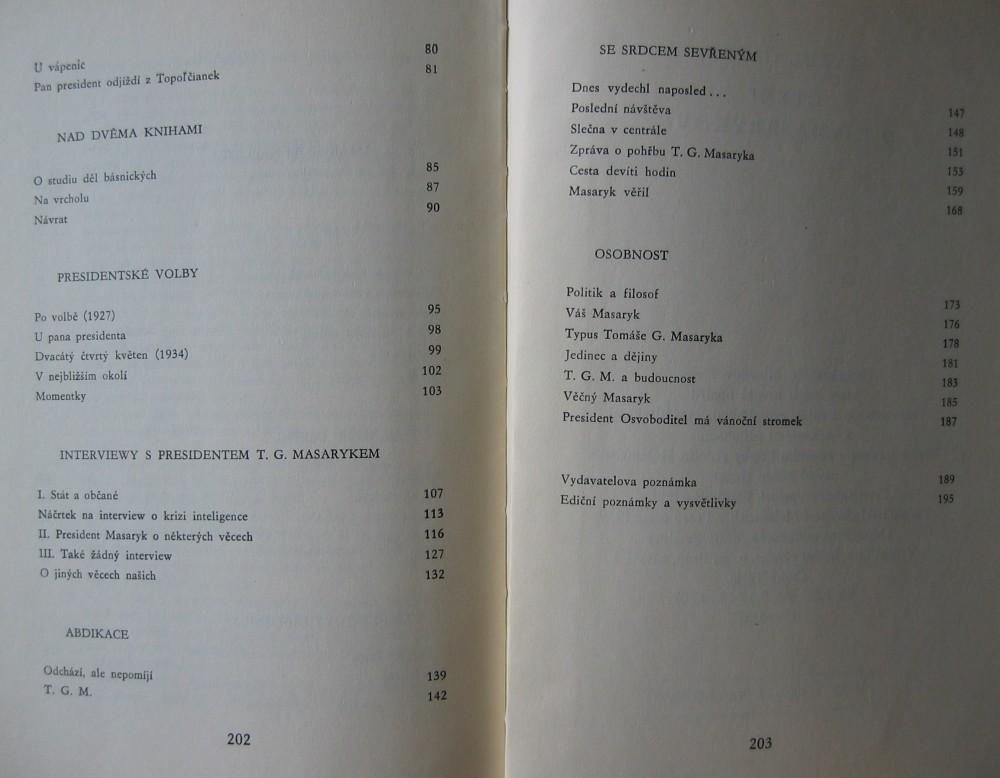 U vápenic 80
Pan president odjíždí z Topoľčianek 81
NAD DVĚMA KNIHAMI
O studiu děl básnických 85
Na vrcholu 87
Návrat 90
PRESIDENTSKÉ VOLBY
Po volbě (1927) 95
U pana presidenta 98
Dvacátý čtvrtý květen (1934) 99
V nejbližším okolí 102
Momentky 103
INTERVIEWY S PRESIDENTEM T. G. MASARYKEM
I. Stát a občané 107
Náčrtek na interview o krizi inteligence 113
II. President Masaryk o některých věcech 116
III. Také žádný interview 127
O jiných věcech našich 132
ABDIKACE
Odchází, ale nepomíjí 139
T. G. M. 142
202
SE SRDCEM SEVŘENÝM
Dnes vydechl naposled... 147
Poslední návštěva 148
Slečna v centrále 151
Zpráva o pohřbu T. G. Masaryka 153
Cesta devíti hodin 159
Masaryk věřil 168
OSOBNOST
Politik a filosof 173
Váš Masaryk 176
Typus Tomáše G. Masaryka 178
Jedinec a dějiny 181
T. G. M. a budoucnost 183
Věčný Masaryk 185
President Osvoboditel má vánoční stromek 187
Vydavatelova poznámka 189
Ediční poznámky a vysvětlivky 195
203